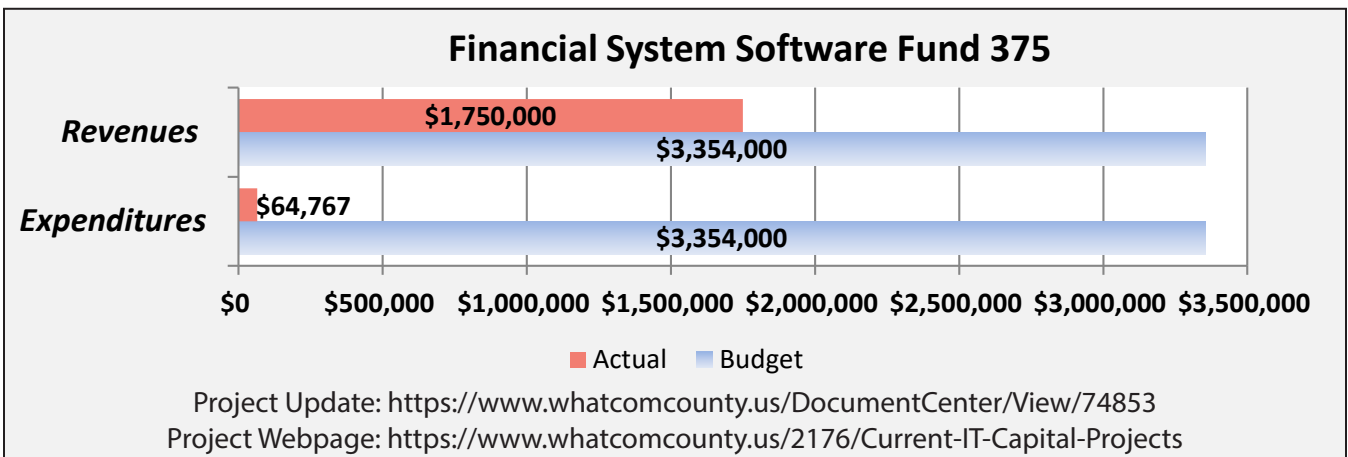 Financial System Software Fund 375
Revenues
$1,750,000
$3,354,000
Expenditures
$64,767
$3,354,000
$0 $500,000 $1,000,000 $1,500,000 $2,000,000 $2,500,000 $3,000,000 $3,500,000
Actual Budget
Project Update: https://www.whatcomcounty.us/DocumentCenter/View/74853
Project Webpage: https://www.whatcomcounty.us/2176/Current-IT-Capital-Projects